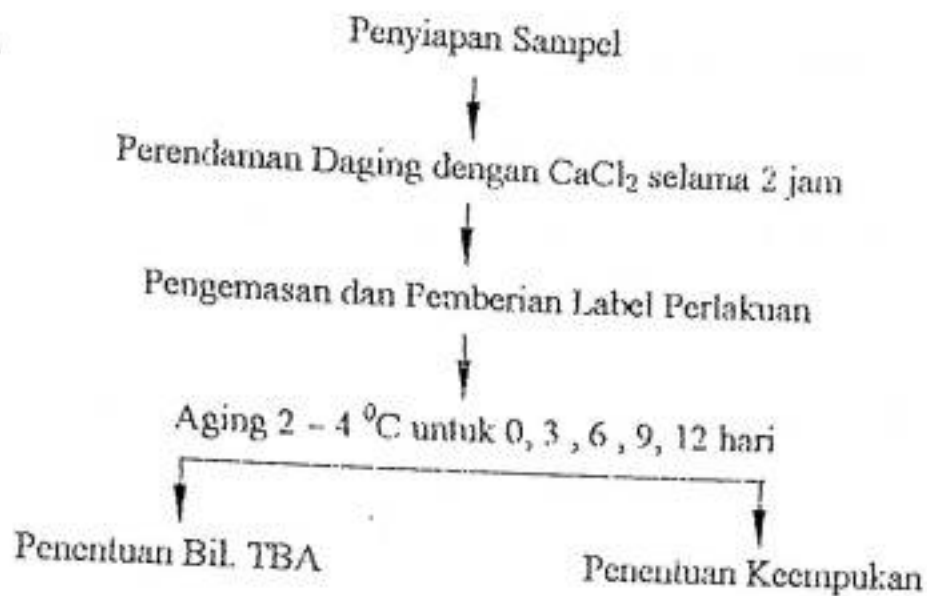 Penyiapan Sampel
Perendaman Daging dengan CaCl₂ selama 2 jam
Pengemasan dan Pemberian Label Perlakuan
Aging 2 – 4 ⁰C untuk 0, 3 , 6 , 9, 12 hari
Penentuan Bil. TBA
Penentuan Keempukan